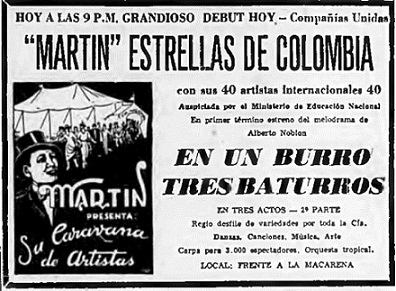 HOY A LAS 9 P.M. GRANDIOSO DEBUT HOY – Compañías Unidas
"MARTIN" ESTRELLAS DE COLOMBIA
con sus 40 artistas internacionales 40
Auspiciada por el Ministerio de Educación Nacional
En primer término estreno del melodrama de
Alberto Noblon
EN UN BURRO
TRES BATURROS
EN TRES ACTOS — 2ª PARTE
Regio desfile de variedades por toda la Cía.
Danzas, Canciones, Música, Arte
Carpa para 3.000 espectadores. Orquesta tropical.
LOCAL: FRENTE A LA MACARENA
MARTIN
PRESENTA:
Su Caravana
de Artistas